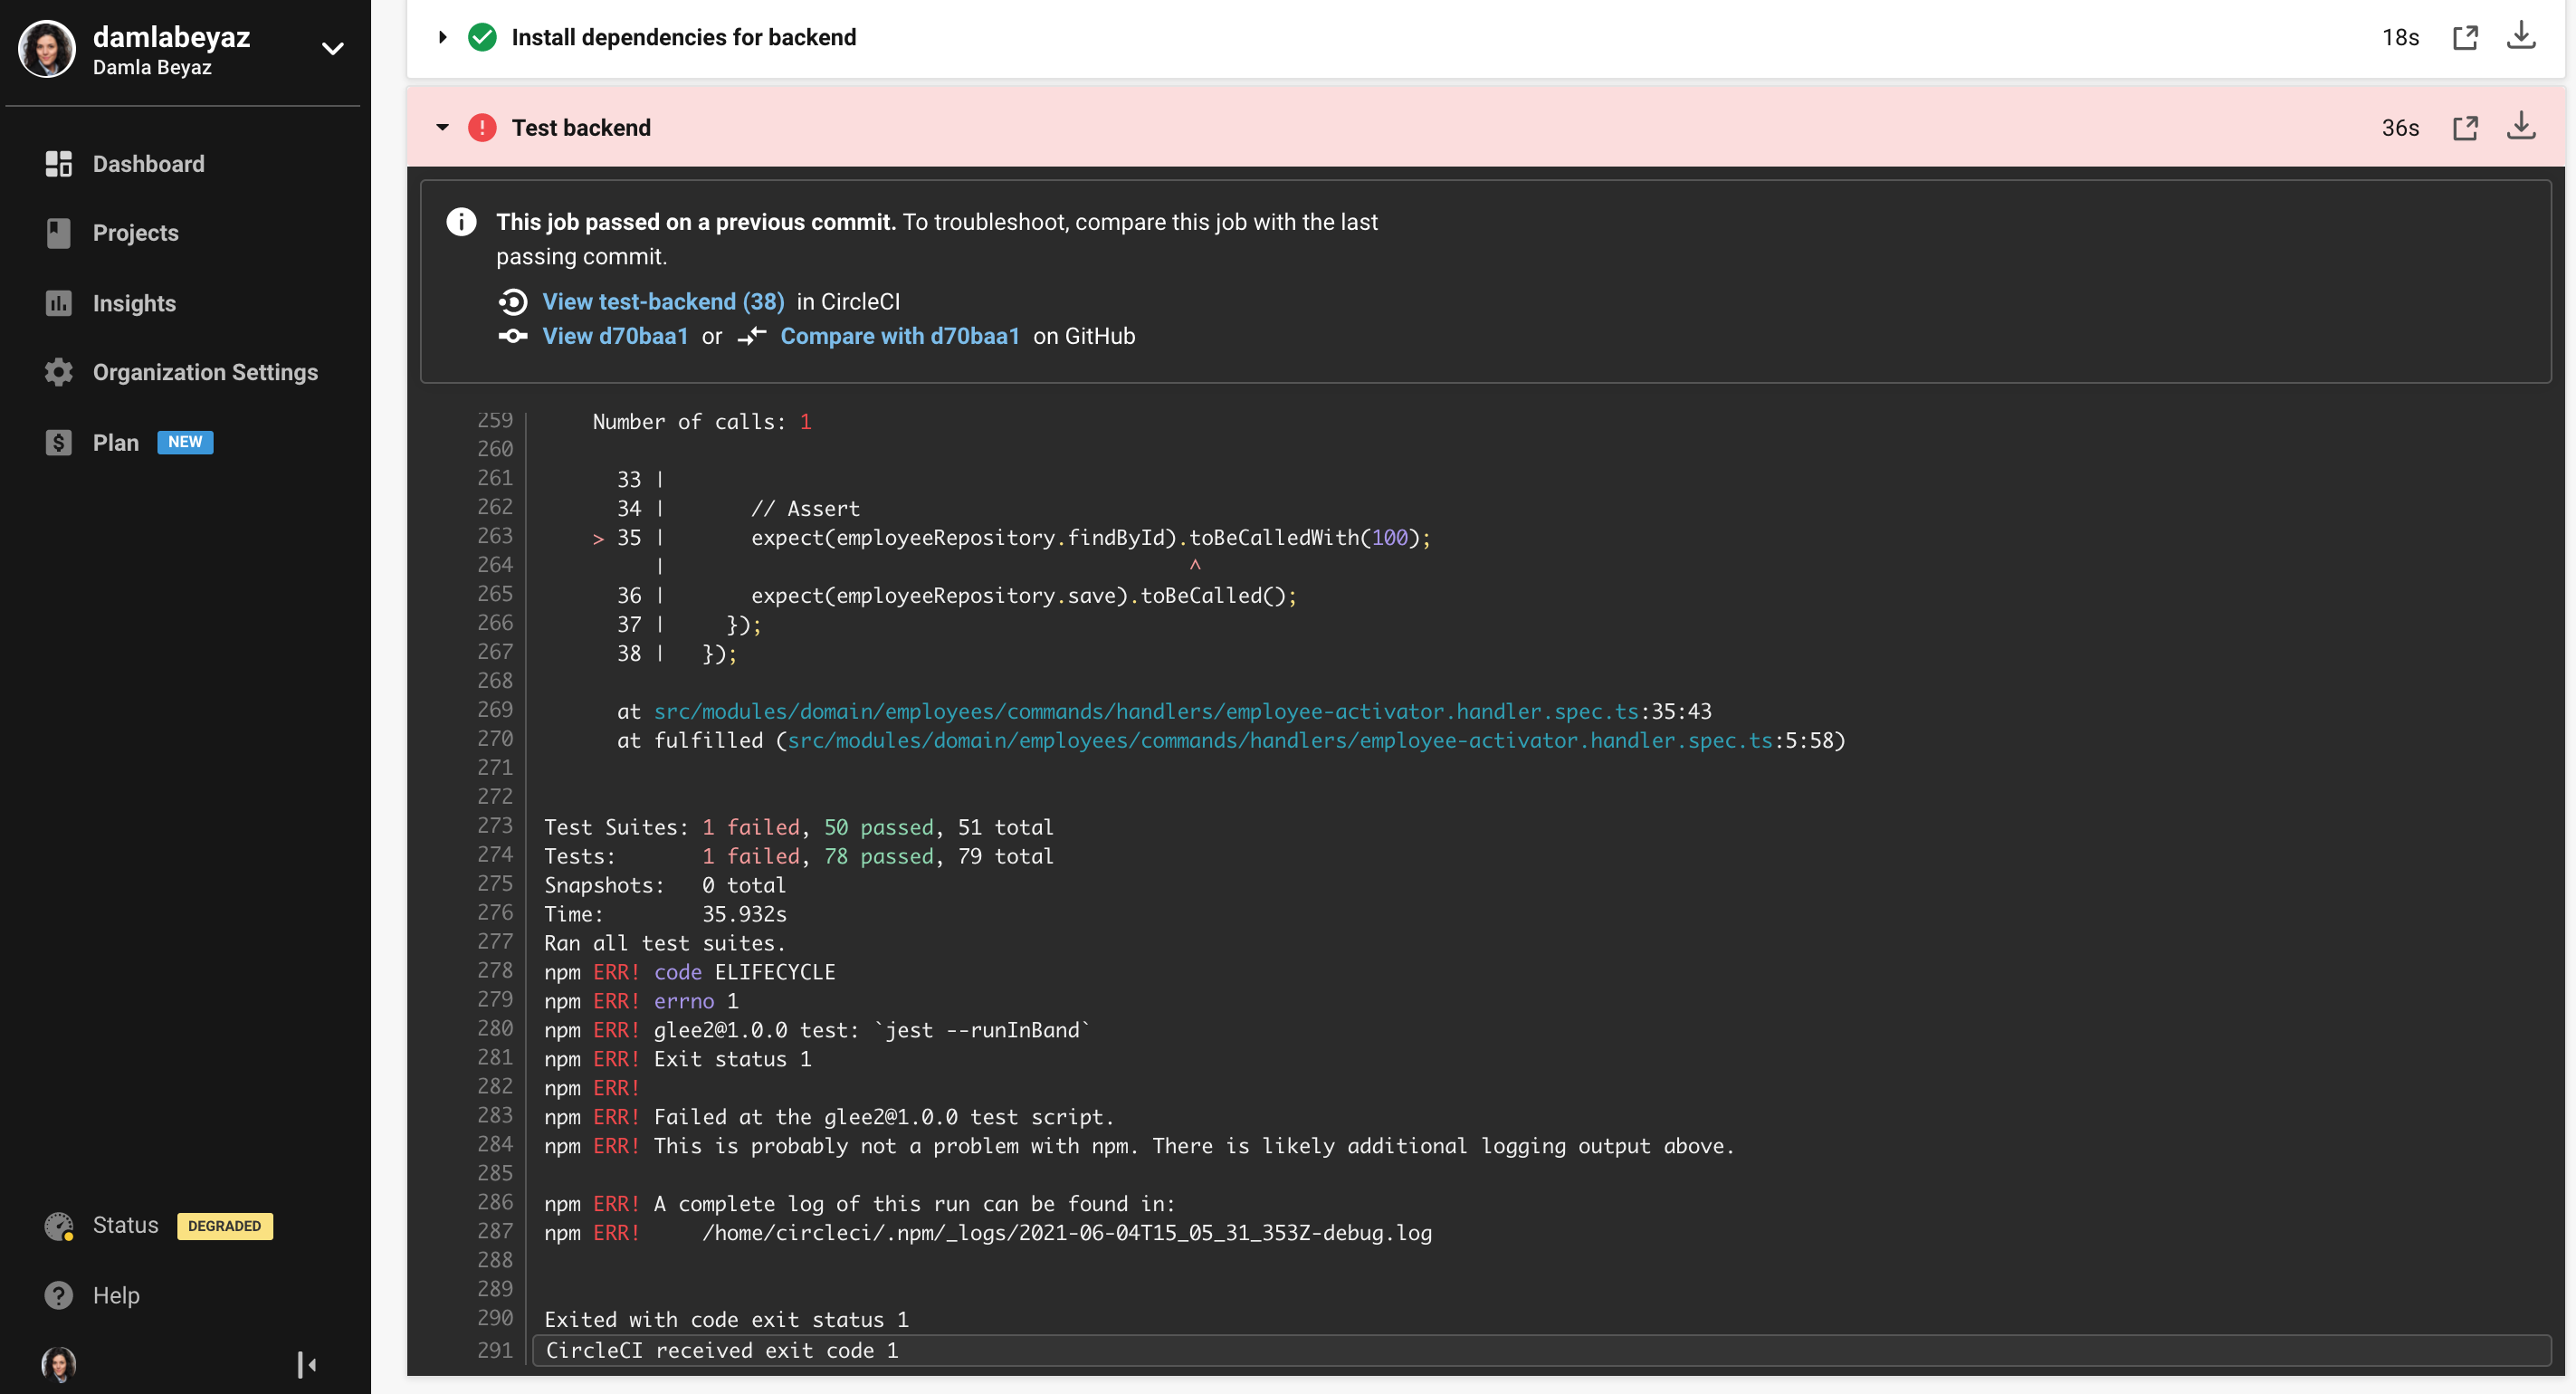 damlabeyaz
Damla Beyaz
Dashboard
Projects
Insights
Organization Settings
Plan NEW
Status DEGRADED
Help
Install dependencies for backend 18s
! Test backend 36s
i This job passed on a previous commit. To troubleshoot, compare this job with the last
passing commit.
View test-backend (38) in CircleCI
View d70baa1 or Compare with d70baa1 on GitHub
259     Number of calls: 1
260
261       33 |
262       34 |       // Assert
263     > 35 |       expect(employeeRepository.findById).toBeCalledWith(100);
264          |                                           ^
265       36 |       expect(employeeRepository.save).toBeCalled();
266       37 |     });
267       38 |   });
268
269       at src/modules/domain/employees/commands/handlers/employee-activator.handler.spec.ts:35:43
270       at fulfilled (src/modules/domain/employees/commands/handlers/employee-activator.handler.spec.ts:5:58)
271
272
273 Test Suites: 1 failed, 50 passed, 51 total
274 Tests:       1 failed, 78 passed, 79 total
275 Snapshots:   0 total
276 Time:        35.932s
277 Ran all test suites.
278 npm ERR! code ELIFECYCLE
279 npm ERR! errno 1
280 npm ERR! glee2@1.0.0 test: `jest --runInBand`
281 npm ERR! Exit status 1
282 npm ERR!
283 npm ERR! Failed at the glee2@1.0.0 test script.
284 npm ERR! This is probably not a problem with npm. There is likely additional logging output above.
285
286 npm ERR! A complete log of this run can be found in:
287 npm ERR!     /home/circleci/.npm/_logs/2021-06-04T15_05_31_353Z-debug.log
288
289
290 Exited with code exit status 1
291 CircleCI received exit code 1